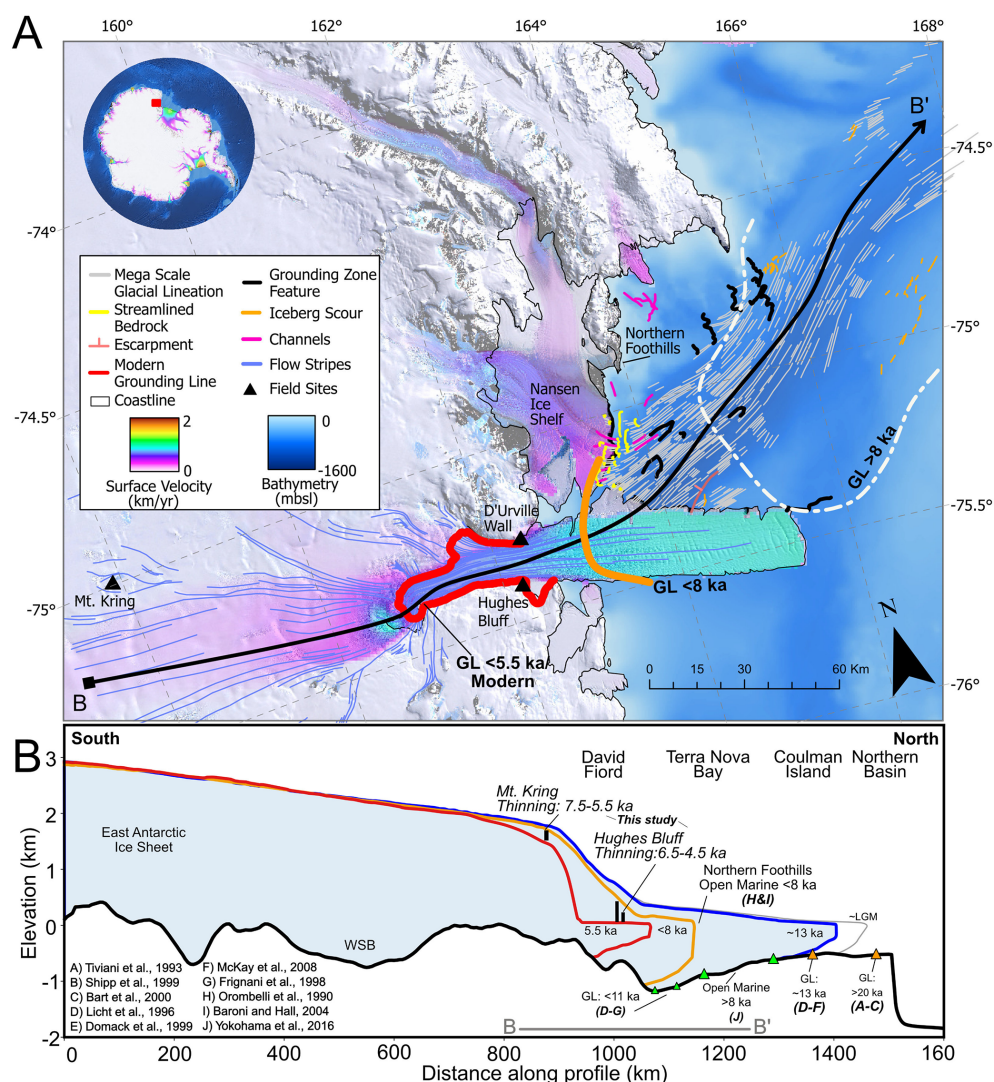 A
160°
162°
164°
166°
168°
B'
-74.5°
-74°
Mega Scale
Glacial Lineation
Streamlined
Bedrock
Escarpment
Modern
Grounding Line
Coastline
Grounding Zone
Feature
Iceberg Scour
Channels
Flow Stripes
Field Sites
2
0
Surface Velocity
(km/yr)
0
-1600
Bathymetry
(mbsl)
Northern
Foothills
-75°
Nansen
Ice
Shelf
-74.5°
GL >8 ka
D'Urville
Wall
-75.5°
Mt. Kring
GL <8 ka
Hughes
Bluff
-75°
N
GL <5.5 ka/
Modern
0 15 30 60 Km
B
-76°
B
South
North
David
Fiord
Terra Nova
Bay
Coulman
Island
Northern
Basin
3
2
1
0
-1
-2
Elevation (km)
Mt. Kring
Thinning: 7.5-5.5 ka
This study
Hughes Bluff
Thinning:6.5-4.5 ka
East Antarctic
Ice Sheet
Northern Foothills
Open Marine <8 ka
(H&I)
~LGM
5.5 ka
<8 ka
~13 ka
WSB
A) Tiviani et al., 1993
B) Shipp et al., 1999
C) Bart et al., 2000
D) Licht et al., 1996
E) Domack et al., 1999
F) McKay et al., 2008
G) Frignani et al., 1998
H) Orombelli et al., 1990
I) Baroni and Hall, 2004
J) Yokohama et al., 2016
GL: <11 ka
(D-G)
Open Marine
>8 ka
(J)
GL:
~13 ka
(D-F)
GL:
>20 ka
(A-C)
B
B'
0 200 400 600 800 1000 1200 1400 160
Distance along profile (km)